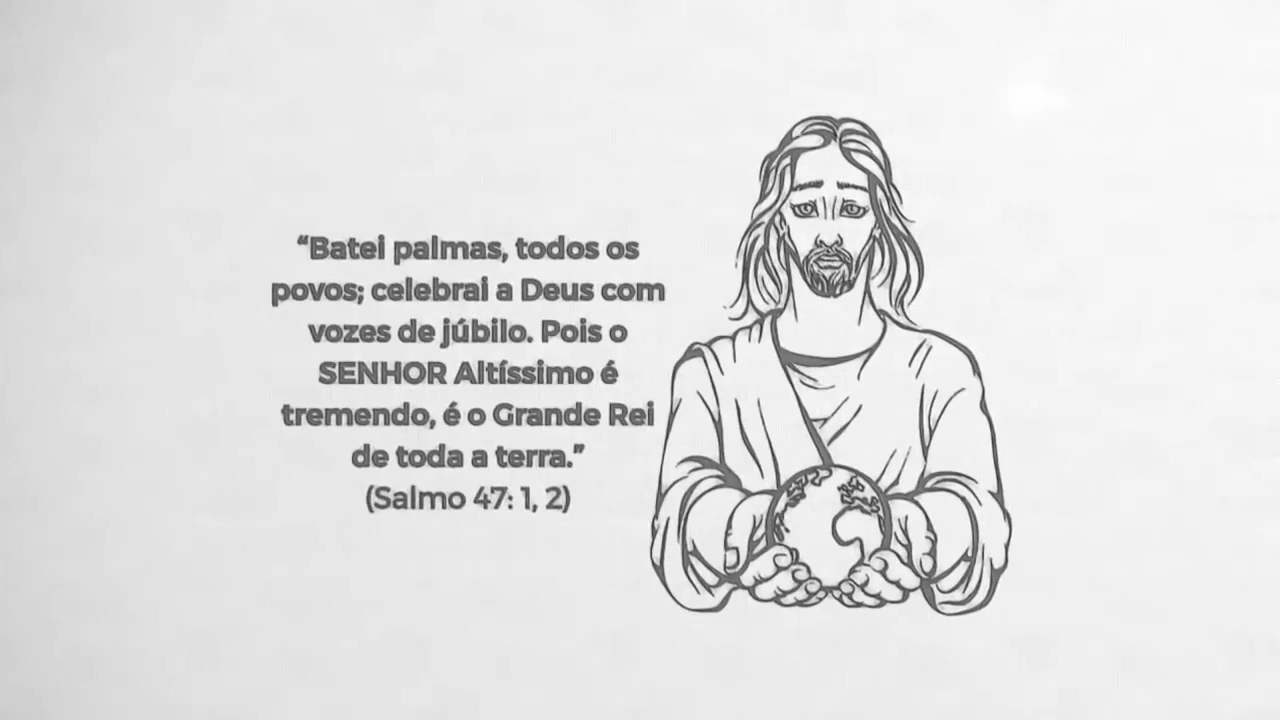 “Batei palmas, todos os
povos; celebrai a Deus com
vozes de júbilo. Pois o
SENHOR Altíssimo é
tremendo, é o Grande Rei
de toda a terra.”
(Salmo 47: 1, 2)